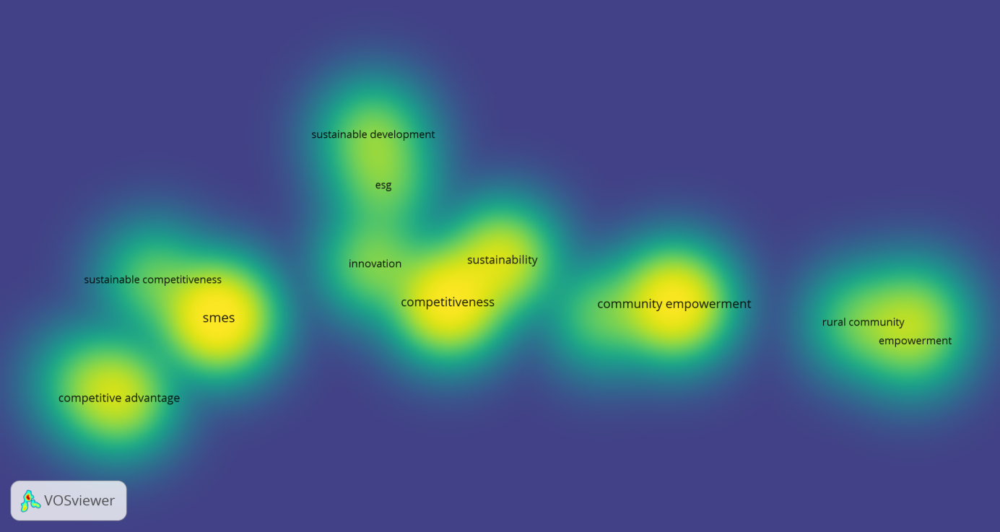 sustainable development
esg
innovation
sustainability
sustainable competitiveness
competitiveness
community empowerment
smes
rural community
empowerment
competitive advantage
VOSviewer